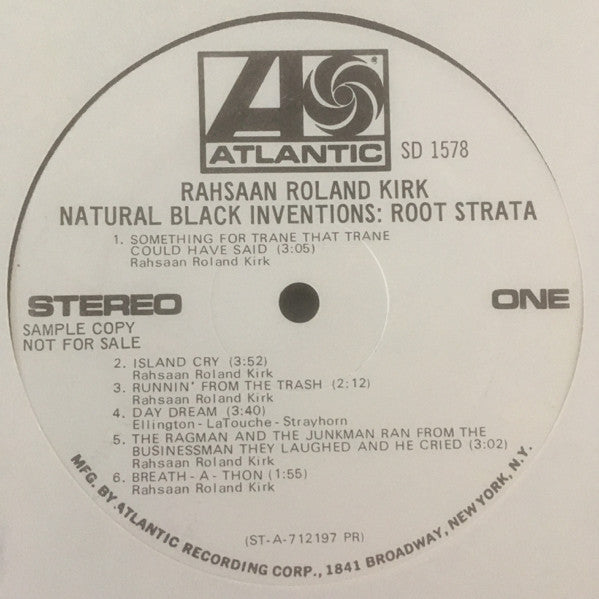 ATLANTIC
SD 1578
RAHSAAN ROLAND KIRK
NATURAL BLACK INVENTIONS: ROOT STRATA
1. SOMETHING FOR TRANE THAT TRANE
COULD HAVE SAID (3:05)
Rahsaan Roland Kirk
STEREO
ONE
SAMPLE COPY
NOT FOR SALE
2. ISLAND CRY (3:52)
Rahsaan Roland Kirk
3. RUNNIN' FROM THE TRASH (2:12)
Rahsaan Roland Kirk
4. DAY DREAM (3:40)
Ellington - LaTouche - Strayhorn
5. THE RAGMAN AND THE JUNKMAN RAN FROM THE
BUSINESSMAN THEY LAUGHED AND HE CRIED (3:02)
Rahsaan Roland Kirk
6. BREATH - A - THON (1:55)
Rahsaan Roland Kirk
(ST-A-712197 PR)
MFG. BY ATLANTIC RECORDING CORP., 1841 BROADWAY, NEW YORK, N.Y.